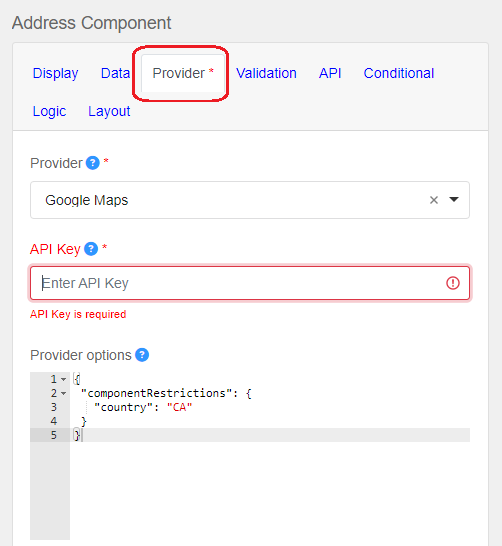 Address Component
Display Data Provider * Validation API Conditional
Logic Layout
Provider ? *
Google Maps × 
API Key ? *
Enter API Key
API Key is required
Provider options ?
1 {
2 "componentRestrictions": {
3 "country": "CA"
4 }
5 }